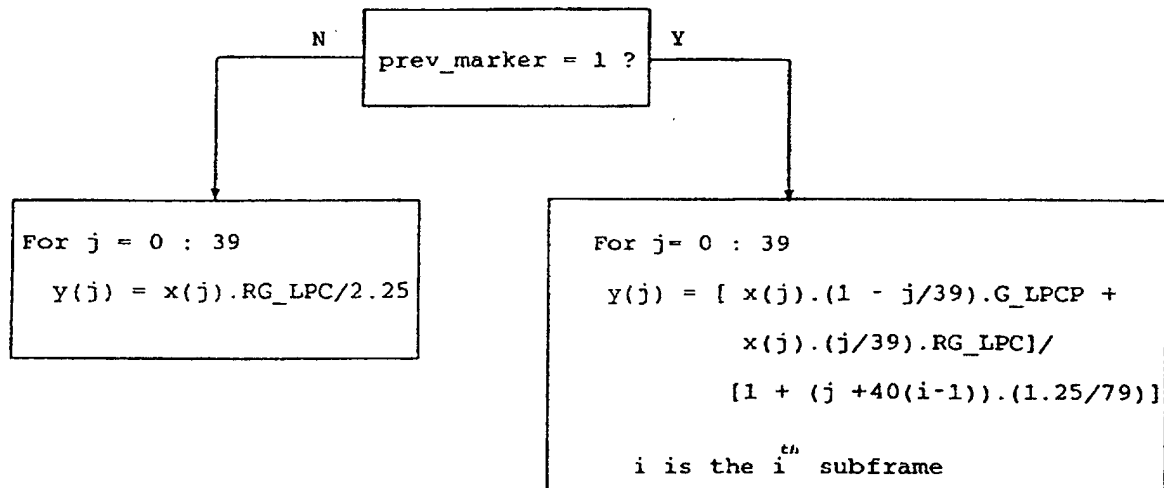 N
prev_marker = 1 ?
Y
For j = 0 : 39
y(j) = x(j).RG_LPC/2.25
For j= 0 : 39
y(j) = [ x(j).(1 - j/39).G_LPCP +
x(j).(j/39).RG_LPC]/
[1 + (j +40(i-1)).(1.25/79)]
i is the i^th subframe